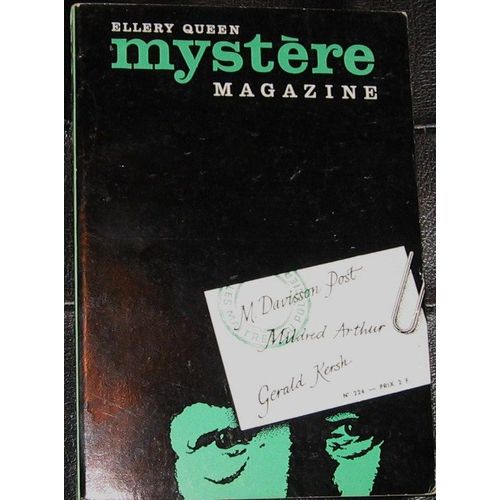 ELLERY QUEEN
mystère
MAGAZINE
M. Davisson Post
Mildred Arthur
Gerald Kersh
N° 224 — PRIX 2 F